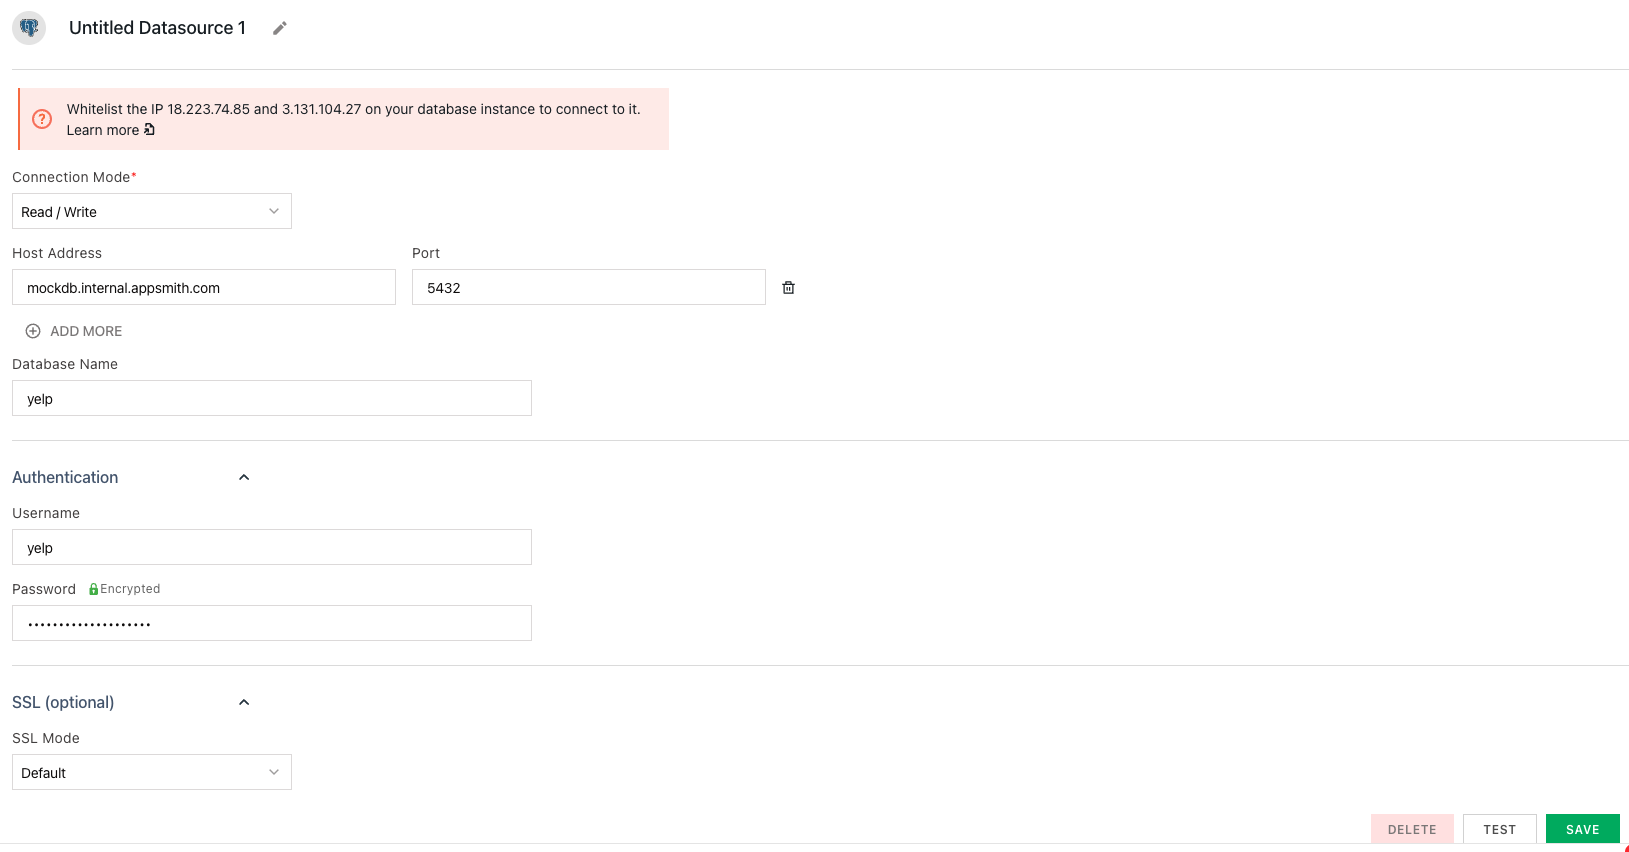 Untitled Datasource 1
Whitelist the IP 18.223.74.85 and 3.131.104.27 on your database instance to connect to it.
Learn more
Connection Mode*
Read / Write
Host Address Port
mockdb.internal.appsmith.com 5432
ADD MORE
Database Name
yelp
Authentication
Username
yelp
Password Encrypted
••••••••••••••••••••
SSL (optional)
SSL Mode
Default
DELETE TEST SAVE